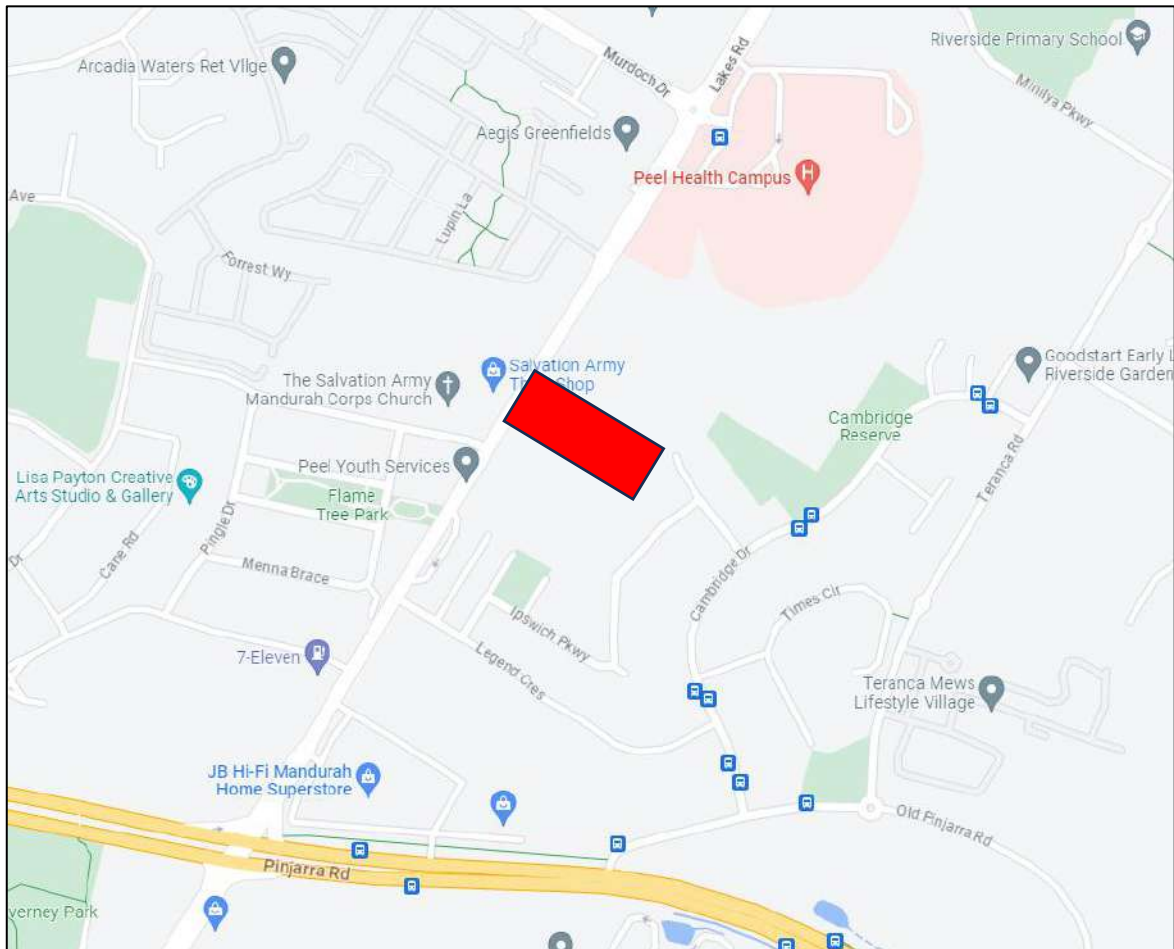 Riverside Primary School
Arcadia Waters Ret Vllge
Murdoch Dr
Lakes Rd
Minilya Pkwy
Aegis Greenfields
Peel Health Campus
H
Ave
Lupin La
Forrest Wy
Salvation Army
Shop
The Salvation Army
Mandurah Corps Church
Goodstart Early L
Riverside Garden
Cambridge
Reserve
Peel Youth Services
Lisa Payton Creative
Arts Studio & Gallery
Flame
Tree Park
Pingle Dr
Teranca Rd
Cane Rd
Dr
Menna Brace
Cambridge Dr
Times Cir
Ipswich Pkwy
Legend Cres
7-Eleven
Teranca Mews
Lifestyle Village
JB Hi-Fi Mandurah
Home Superstore
Old Pinjarra Rd
Pinjarra Rd
verney Park